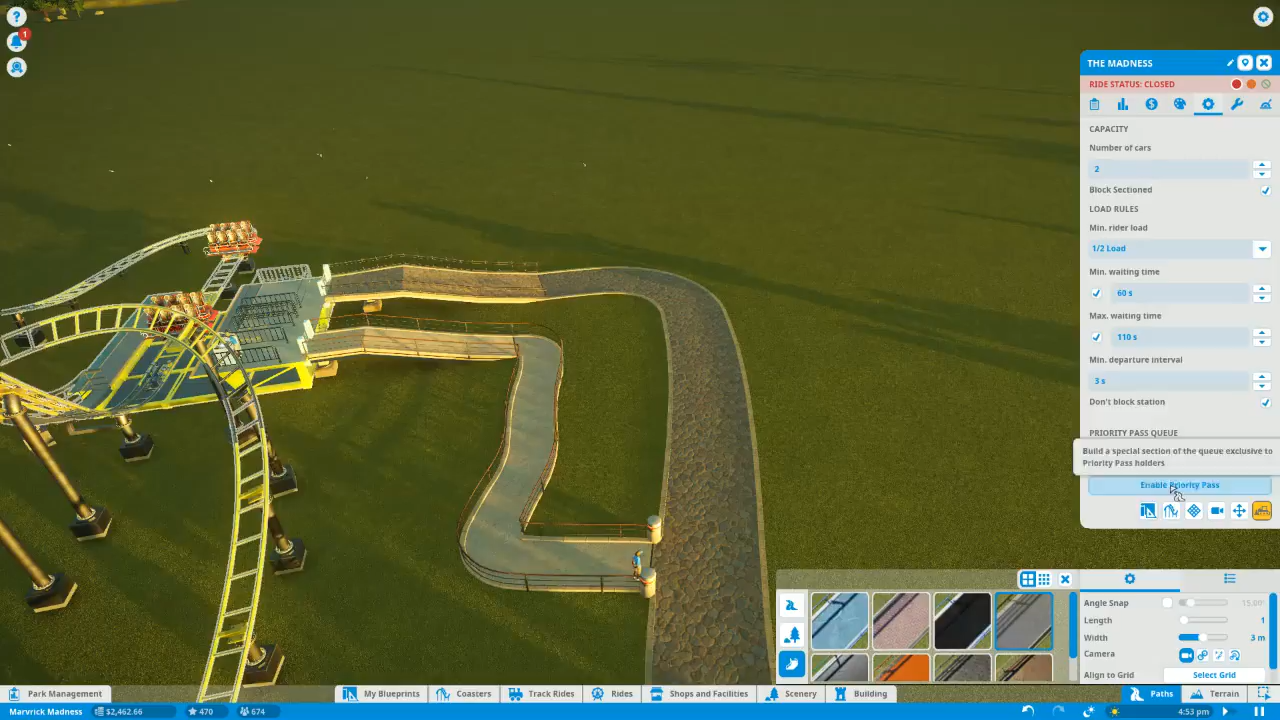 ?
1
THE MADNESS
RIDE STATUS: CLOSED
CAPACITY
Number of cars
2
Block Sectioned
LOAD RULES
Min. rider load
1/2 Load
Min. waiting time
60 s
Max. waiting time
110 s
Min. departure interval
3 s
Don't block station
PRIORITY PASS QUEUE
Build a special section of the queue exclusive to
Priority Pass holders
Enable Priority Pass
Angle Snap 15.00°
Length 1
Width 3 m
Camera
Align to Grid Select Grid
Park Management My Blueprints Coasters Track Rides Rides Shops and Facilities Scenery Building Paths Terrain
Marvrick Madness $2,462.66 470 674 4:53 pm